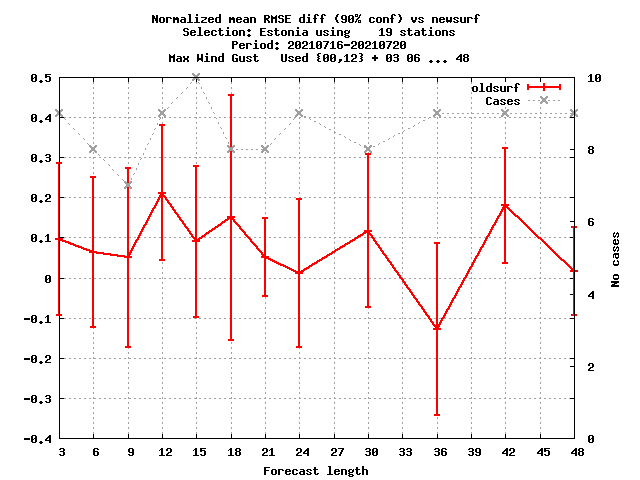 Normalized mean RMSE diff (90% conf) vs newsurf
Selection: Estonia using    19 stations
Period: 20210716-20210720
Max Wind Gust   Used {00,12} + 03 06 ... 48
oldsurf
Cases
0.5
0.4
0.3
0.2
0.1
0
-0.1
-0.2
-0.3
-0.4
10
8
6
4
2
0
No cases
3 6 9 12 15 18 21 24 27 30 33 36 39 42 45 48
Forecast length